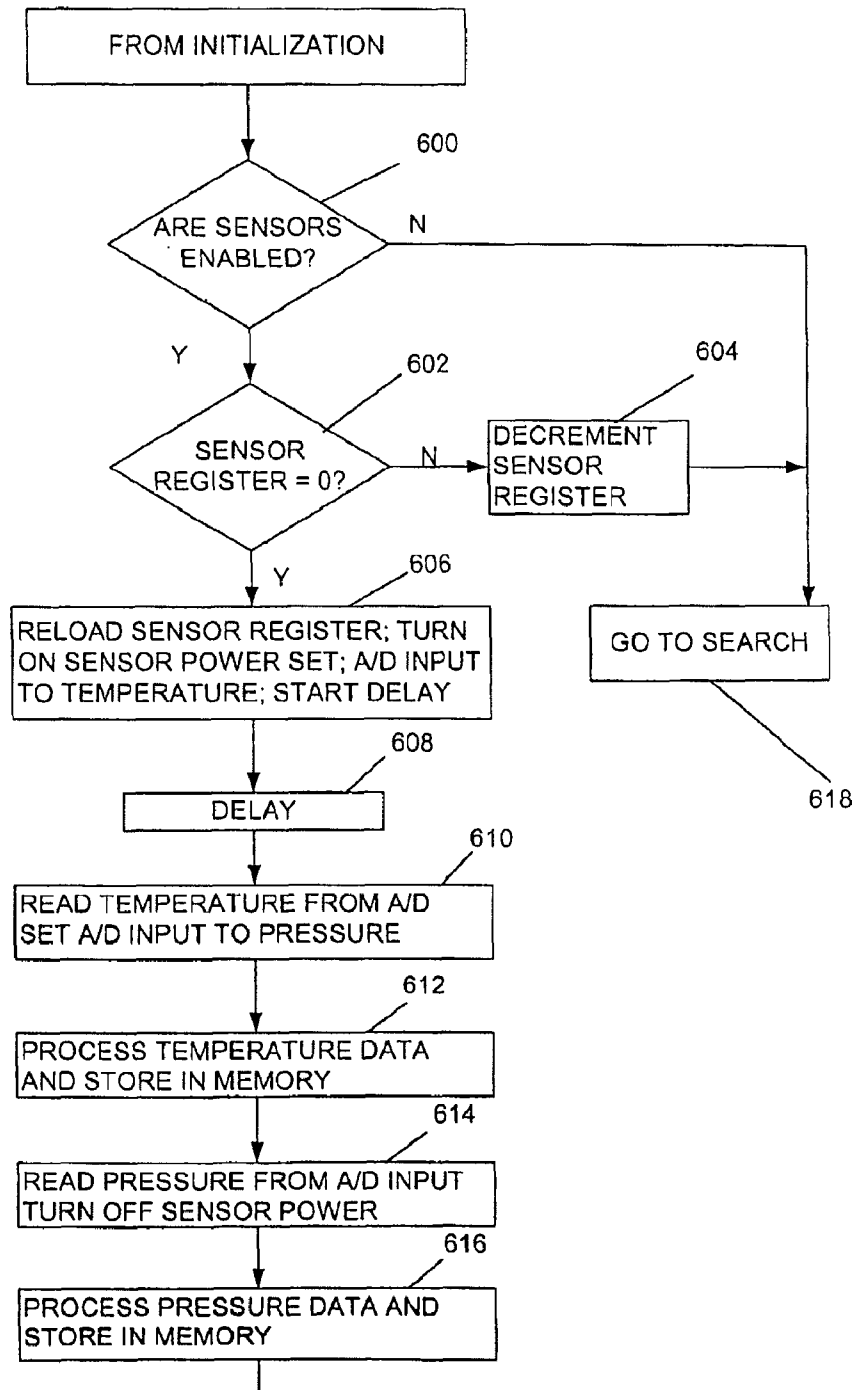 FROM INITIALIZATION
600
ARE SENSORS
ENABLED?
N
Y
602
604
SENSOR
REGISTER = 0?
N
DECREMENT
SENSOR
REGISTER
Y
606
RELOAD SENSOR REGISTER; TURN
ON SENSOR POWER SET; A/D INPUT
TO TEMPERATURE; START DELAY
GO TO SEARCH
618
608
DELAY
610
READ TEMPERATURE FROM A/D
SET A/D INPUT TO PRESSURE
612
PROCESS TEMPERATURE DATA
AND STORE IN MEMORY
614
READ PRESSURE FROM A/D INPUT
TURN OFF SENSOR POWER
616
PROCESS PRESSURE DATA AND
STORE IN MEMORY